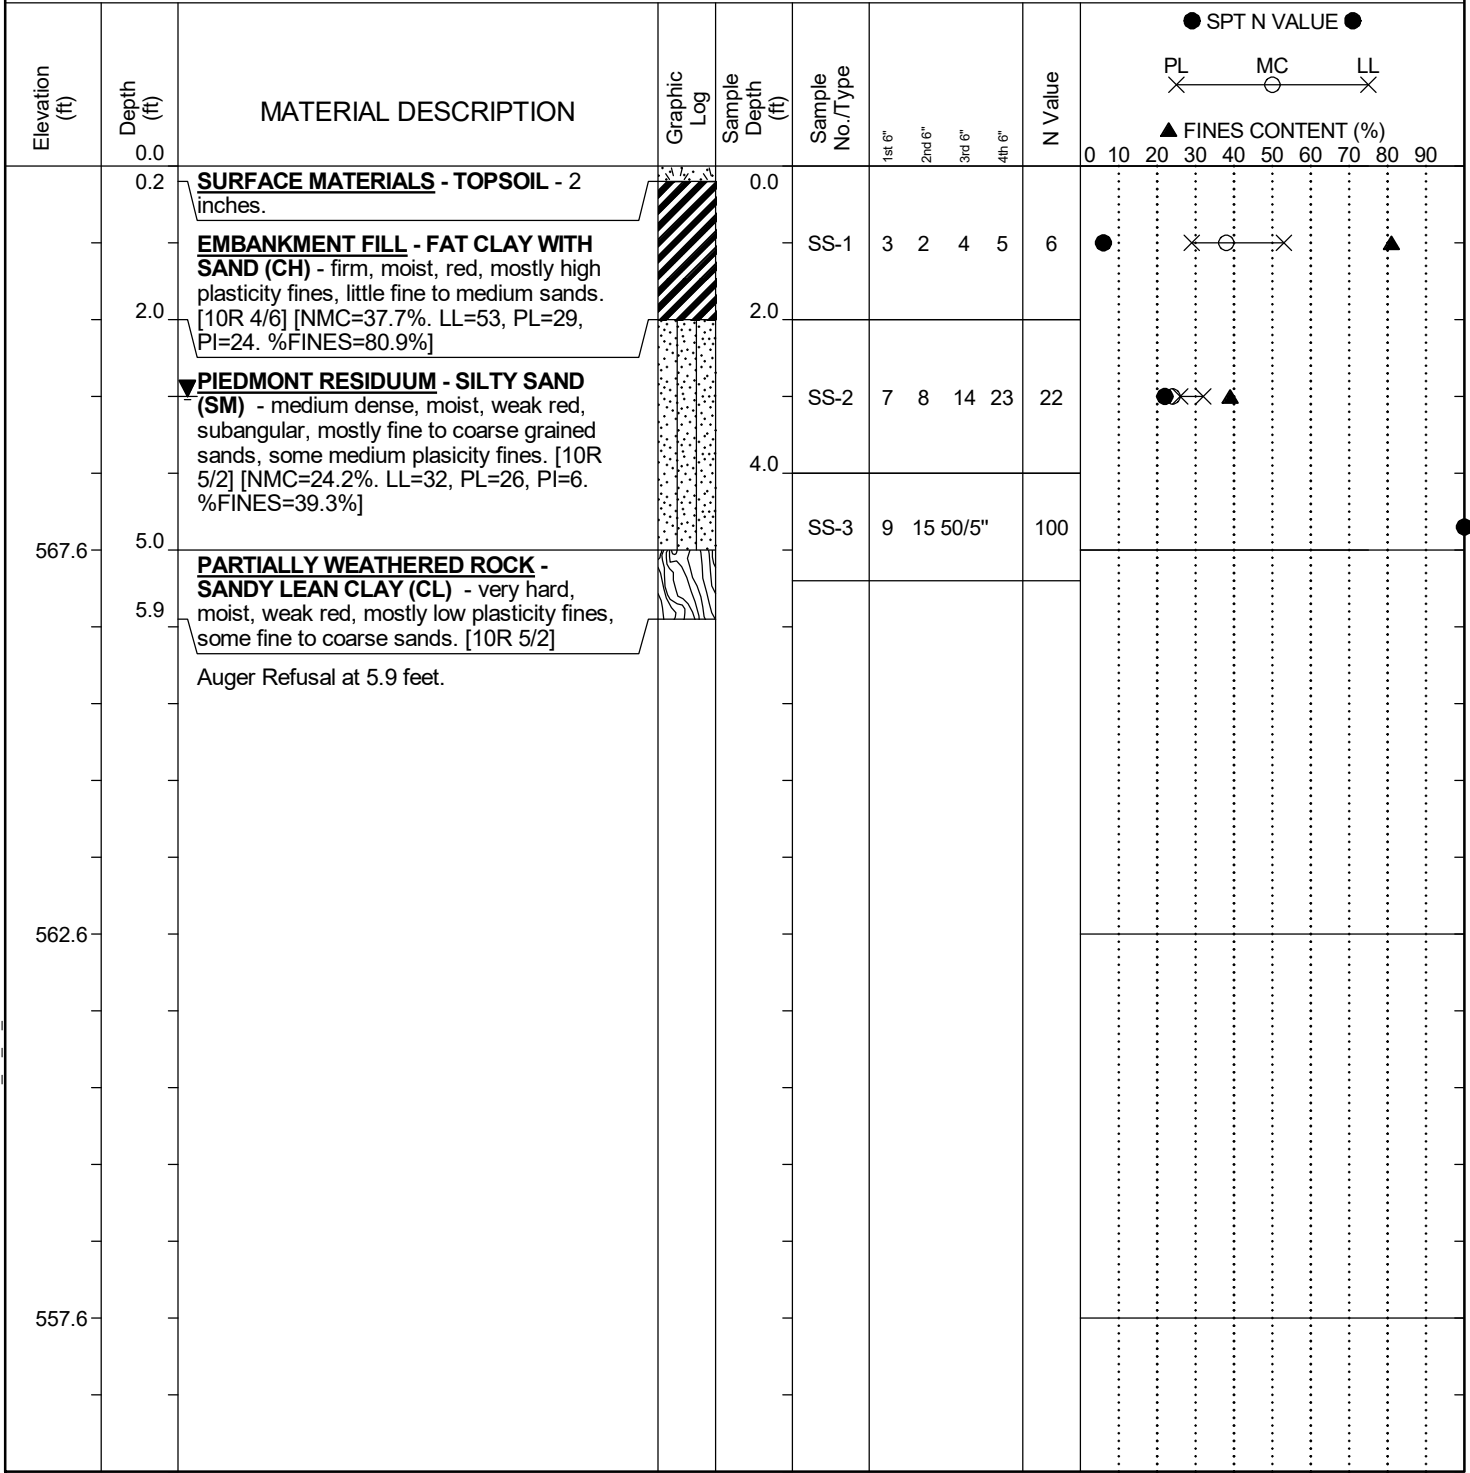 Elevation
(ft)
Depth
(ft)
0.0
MATERIAL DESCRIPTION
Graphic
Log
Sample
Depth
(ft)
Sample
No./Type
1st 6"
2nd 6"
3rd 6"
4th 6"
N Value
SPT N VALUE
PL MC LL
FINES CONTENT (%)
0 10 20 30 40 50 60 70 80 90
0.2
SURFACE MATERIALS - TOPSOIL - 2
inches.
0.0
EMBANKMENT FILL - FAT CLAY WITH
SAND (CH) - firm, moist, red, mostly high
plasticity fines, little fine to medium sands.
[10R 4/6] [NMC=37.7%. LL=53, PL=29,
PI=24. %FINES=80.9%]
SS-1 3 2 4 5 6
2.0
2.0
PIEDMONT RESIDUUM - SILTY SAND
(SM) - medium dense, moist, weak red,
subangular, mostly fine to coarse grained
sands, some medium plasicity fines. [10R
5/2] [NMC=24.2%. LL=32, PL=26, PI=6.
%FINES=39.3%]
SS-2 7 8 14 23 22
4.0
SS-3 9 15 50/5" 100
567.6
5.0
PARTIALLY WEATHERED ROCK -
SANDY LEAN CLAY (CL) - very hard,
moist, weak red, mostly low plasticity fines,
some fine to coarse sands. [10R 5/2]
5.9
Auger Refusal at 5.9 feet.
562.6
557.6